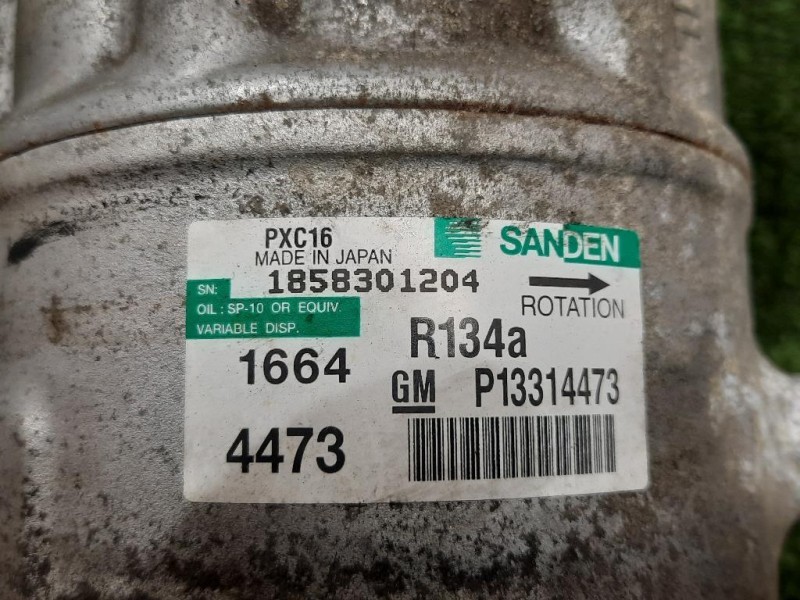 PXC16
MADE IN JAPAN
SANDEN
SN: 1858301204
ROTATION
OIL: SP-10 OR EQUIV.
VARIABLE DISP.
R134a
1664
GM P13314473
4473